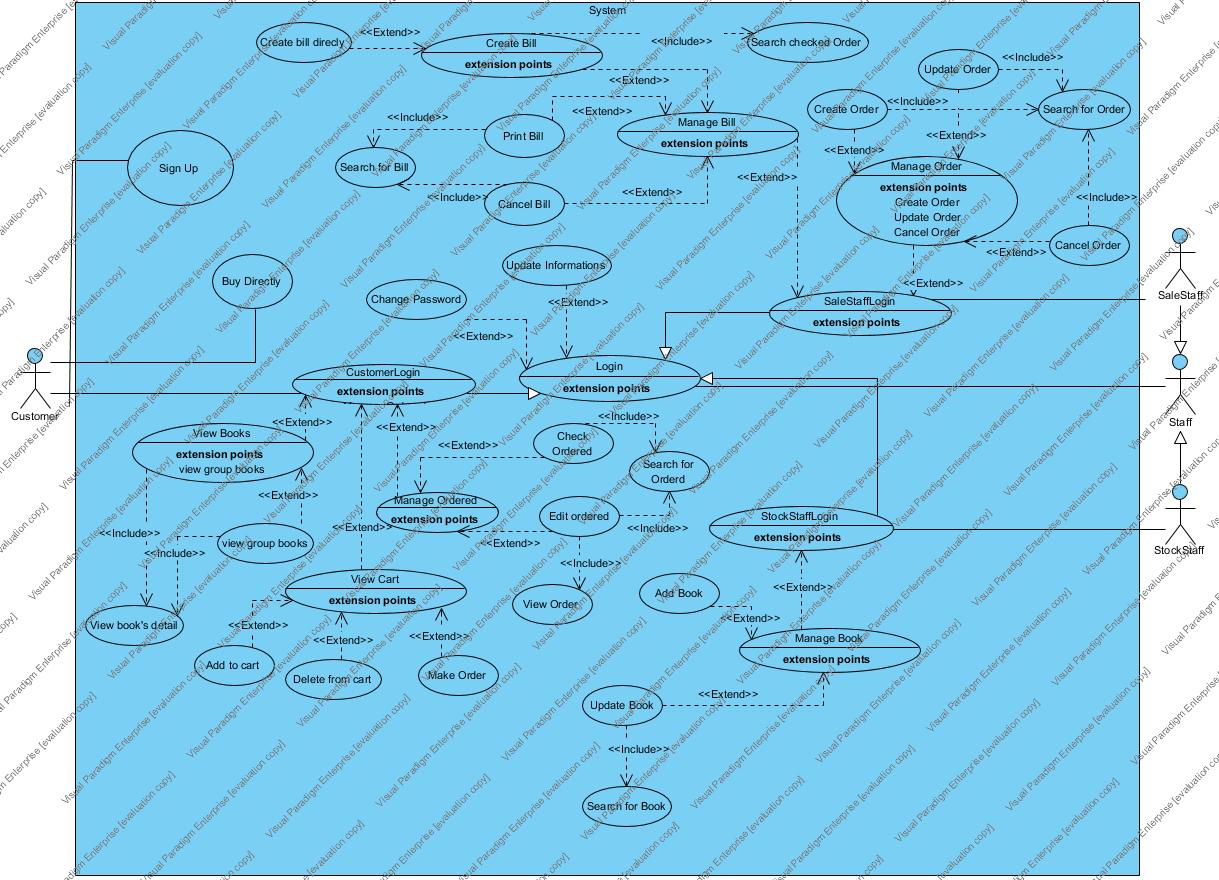 System
Create bill direcly
<<Extend>>
Create Bill
extension points
<<Include>>
Search checked Order
<<Extend>>
Update Order
<<Include>>
Create Order
<<Include>>
Search for Order
<<Extend>>
Print Bill
<<Include>>
Manage Bill
extension points
<<Extend>>
<<Extend>>
Sign Up
Search for Bill
<<Extend>>
Manage Order
extension points
Create Order
Update Order
Cancel Order
<<Include>>
Cancel Bill
<<Extend>>
<<Include>>
Cancel Order
<<Extend>>
Buy Directly
Update Informations
<<Extend>>
Change Password
<<Extend>>
SaleStaffLogin
extension points
SaleStaff
<<Extend>>
Login
extension points
CustomerLogin
extension points
Customer
Staff
<<Extend>>
<<Extend>>
<<Include>>
View Books
extension points
view group books
Check
Ordered
<<Extend>>
Search for
Orderd
<<Extend>>
Manage Ordered
extension points
Edit ordered
<<Include>>
StockStaffLogin
extension points
<<Include>>
<<Extend>>
view group books
<<Extend>>
<<Include>>
StockStaff
<<Include>>
View Cart
extension points
<<Extend>>
Add Book
View Order
<<Extend>>
View book's detail
<<Extend>>
<<Extend>>
<<Extend>>
Manage Book
extension points
Add to cart
Delete from cart
Make Order
<<Extend>>
Update Book
<<Include>>
Search for Book
Visual Paradigm Enterprise [evaluation copy]